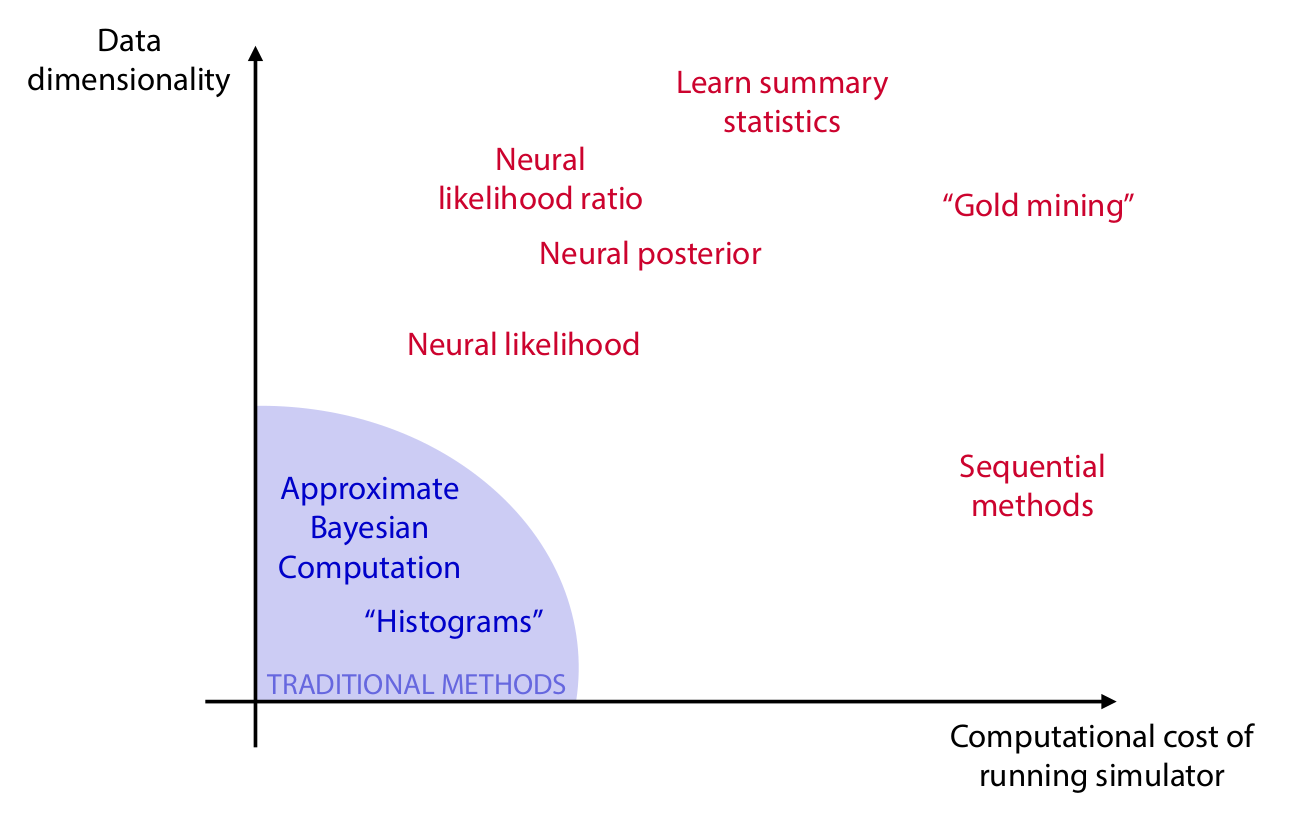 Data
dimensionality
Learn summary
statistics
Neural
likelihood ratio
“Gold mining”
Neural posterior
Neural likelihood
Sequential
methods
Approximate
Bayesian
Computation
“Histograms”
TRADITIONAL METHODS
Computational cost of
running simulator